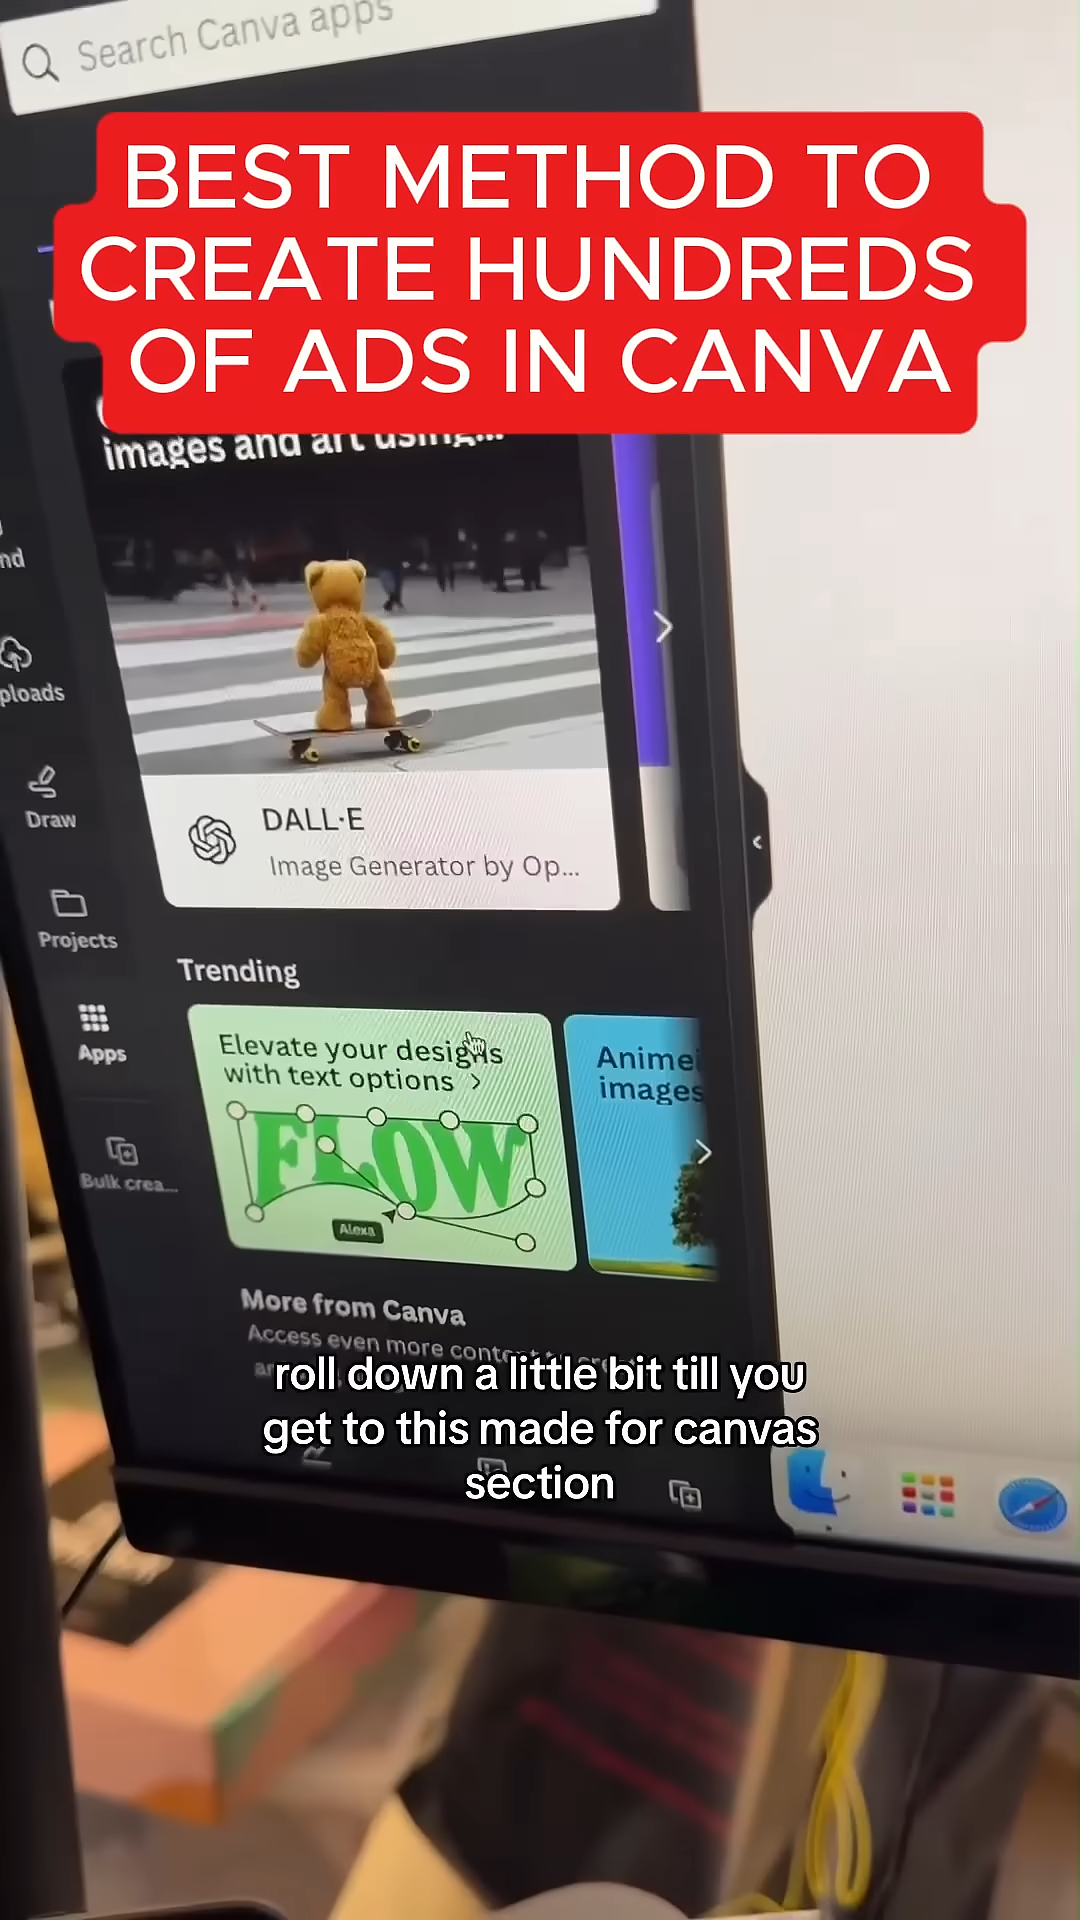 Search Canva apps
BEST METHOD TO
CREATE HUNDREDS
OF ADS IN CANVA
images and art using...
nd
ploads
Draw
DALL·E
Image Generator by Op...
Projects
Trending
Apps
Elevate your designs
with text options >
Anime
images
FLOW
Alexa
Bulk crea...
More from Canva
Access even more
roll down a little bit till you
get to this made for canvas
section